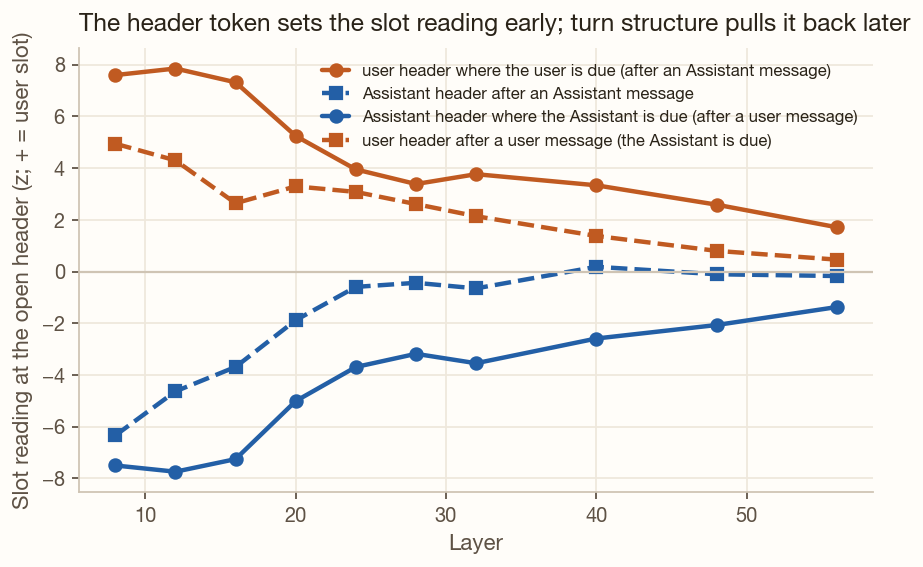 The header token sets the slot reading early; turn structure pulls it back later
Slot reading at the open header (z; + = user slot)
8
6
4
2
0
−2
−4
−6
−8
user header where the user is due (after an Assistant message)
Assistant header after an Assistant message
Assistant header where the Assistant is due (after a user message)
user header after a user message (the Assistant is due)
10
20
30
40
50
Layer